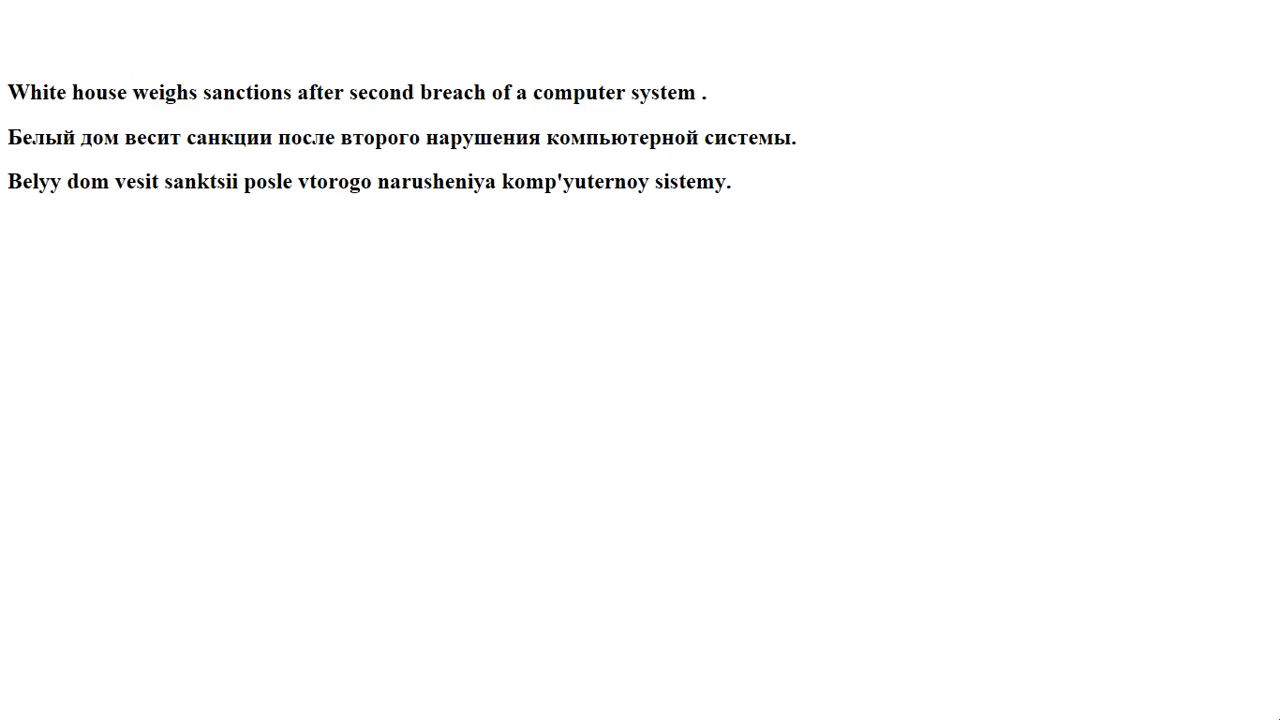 White house weighs sanctions after second breach of a computer system .
Белый дом весит санкции после второго нарушения компьютерной системы.
Belyy dom vesit sanktsii posle vtorogo narusheniya komp'yuternoy sistemy.